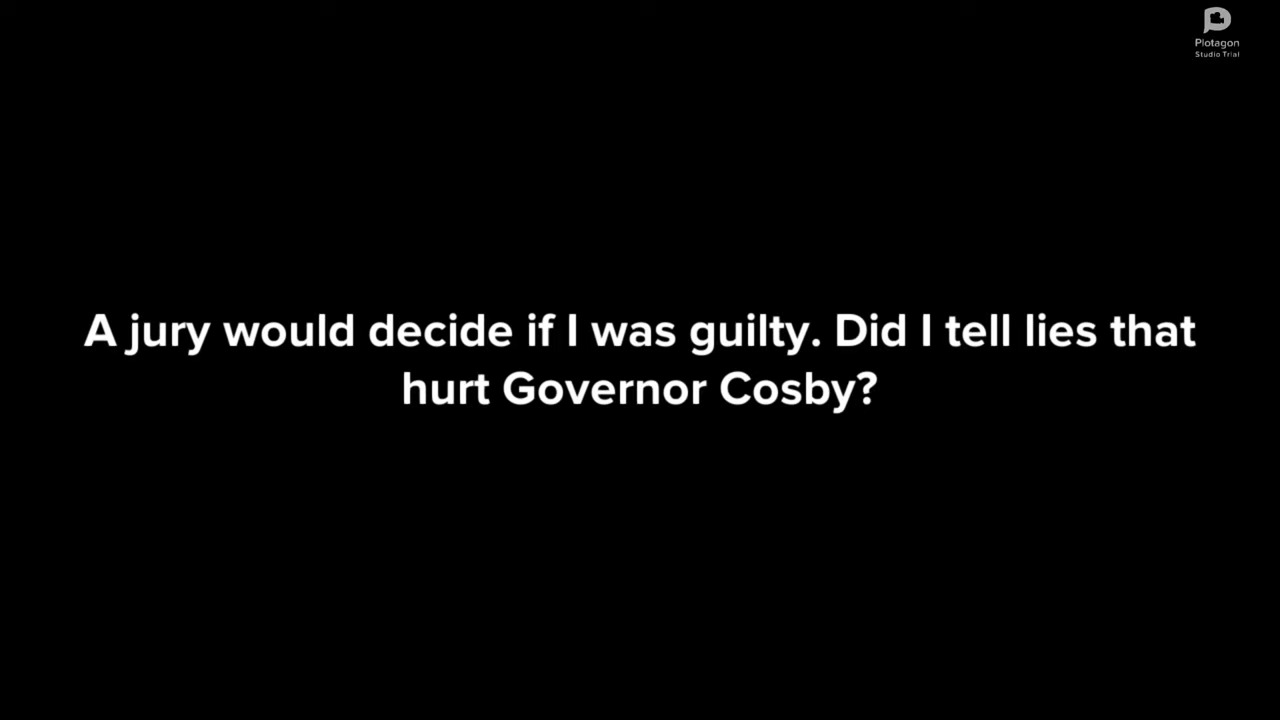 Plotagon
Studio Trial
A jury would decide if I was guilty. Did I tell lies that
hurt Governor Cosby?